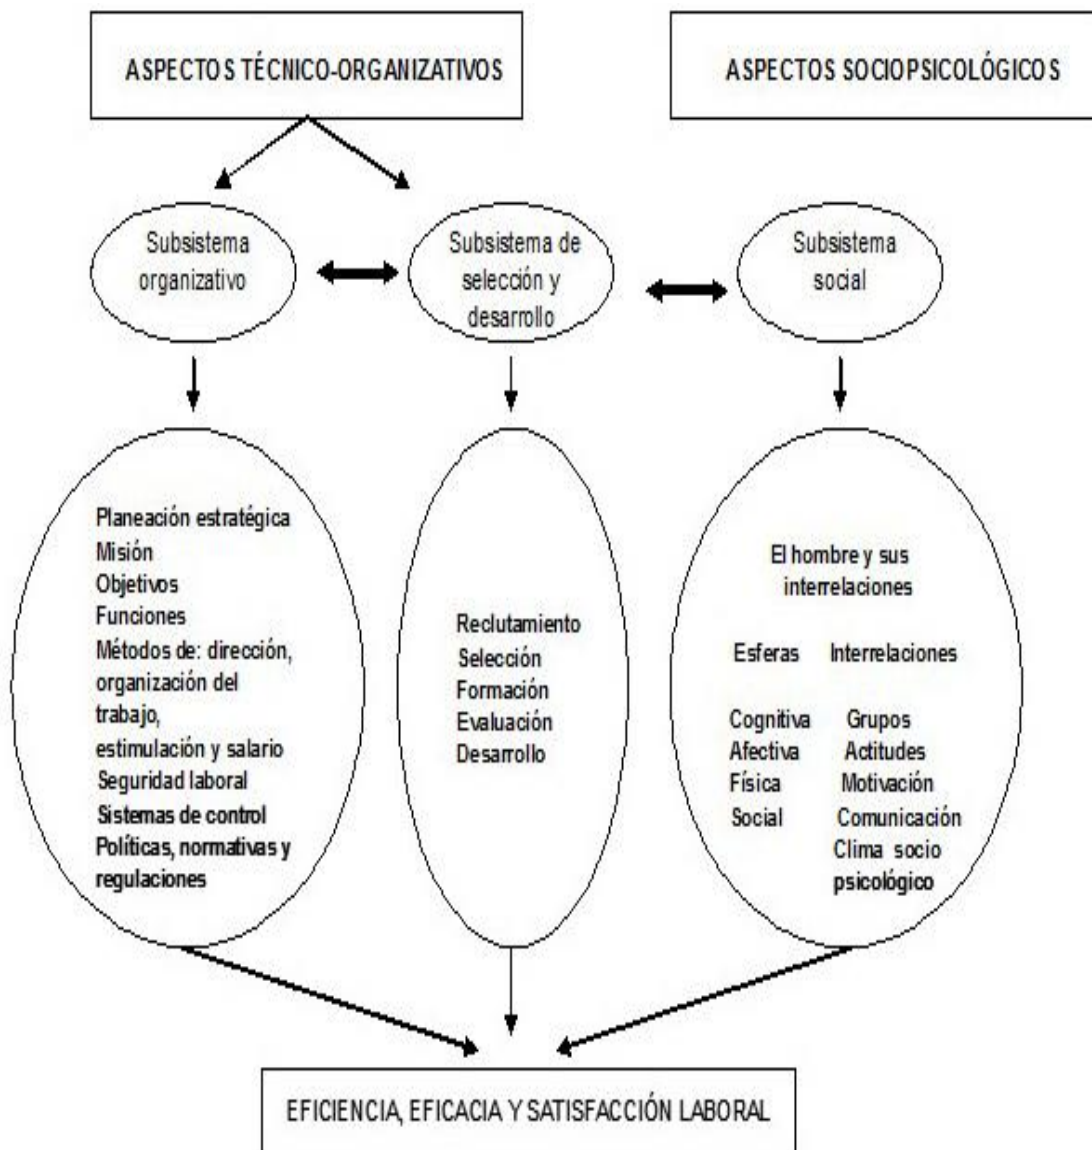 ASPECTOS TÉCNICO-ORGANIZATIVOS
ASPECTOS SOCIOPSICOLÓGICOS
Subsistema
organizativo
Subsistema de
selección y
desarrollo
Subsistema
social
Planeación estratégica
Misión
Objetivos
Funciones
Métodos de: dirección,
organización del
trabajo,
estimulación y salario
Seguridad laboral
Sistemas de control
Políticas, normativas y
regulaciones
Reclutamiento
Selección
Formación
Evaluación
Desarrollo
El hombre y sus
interrelaciones
Esferas Interrelaciones
Cognitiva Grupos
Afectiva Actitudes
Física Motivación
Social Comunicación
Clima socio
psicológico
EFICIENCIA, EFICACIA Y SATISFACCIÓN LABORAL